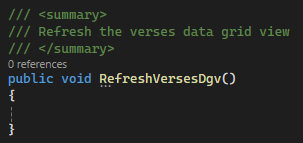 /// <summary>
/// Refresh the verses data grid view
/// </summary>
0 references
public void RefreshVersesDgv()
{
}